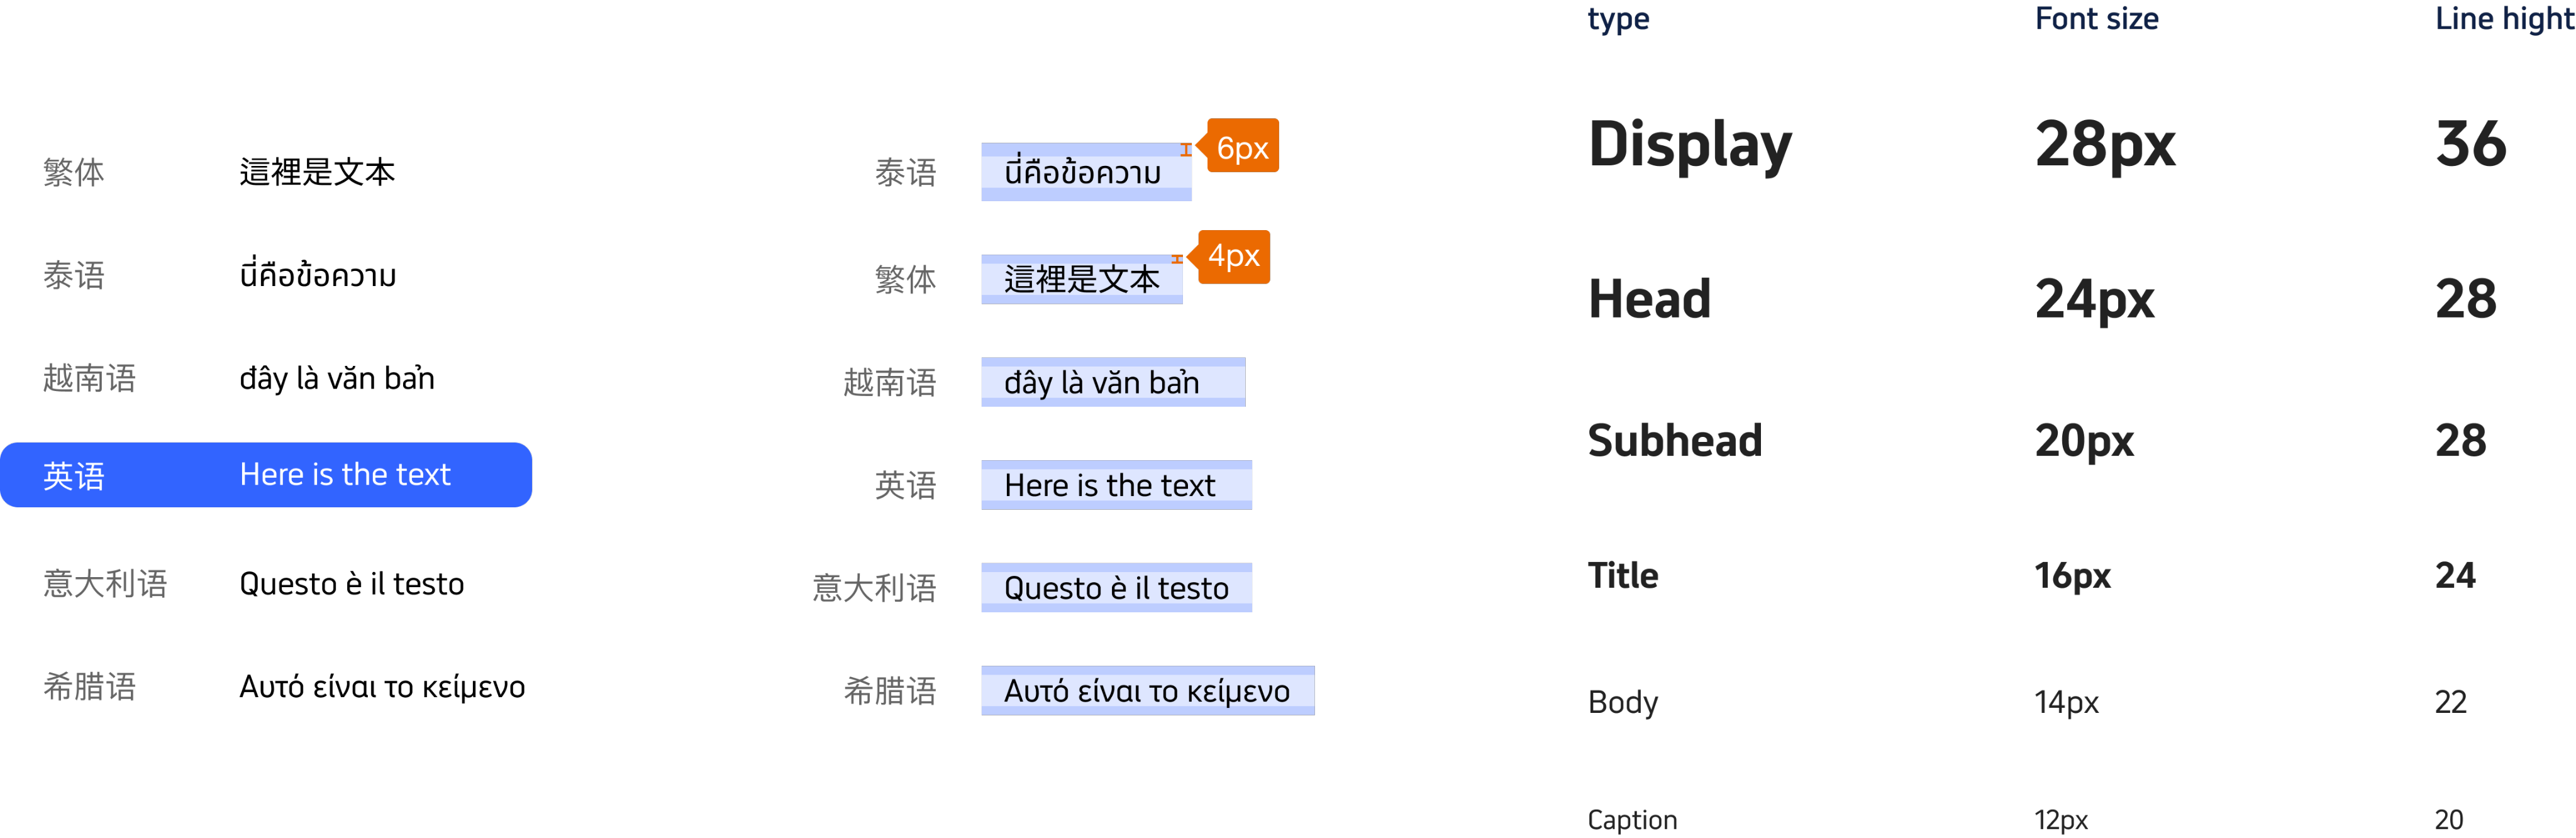 繁体 這裡是文本
泰语 นี่คือข้อความ
越南语 đây là văn bản
英语 Here is the text
意大利语 Questo è il testo
希腊语 Αυτό είναι το κείμενο
泰语 นี่คือข้อความ 6px
繁体 這裡是文本 4px
越南语 đây là văn bản
英语 Here is the text
意大利语 Questo è il testo
希腊语 Αυτό είναι το κείμενο
type Font size Line hight
Display 28px 36
Head 24px 28
Subhead 20px 28
Title 16px 24
Body 14px 22
Caption 12px 20